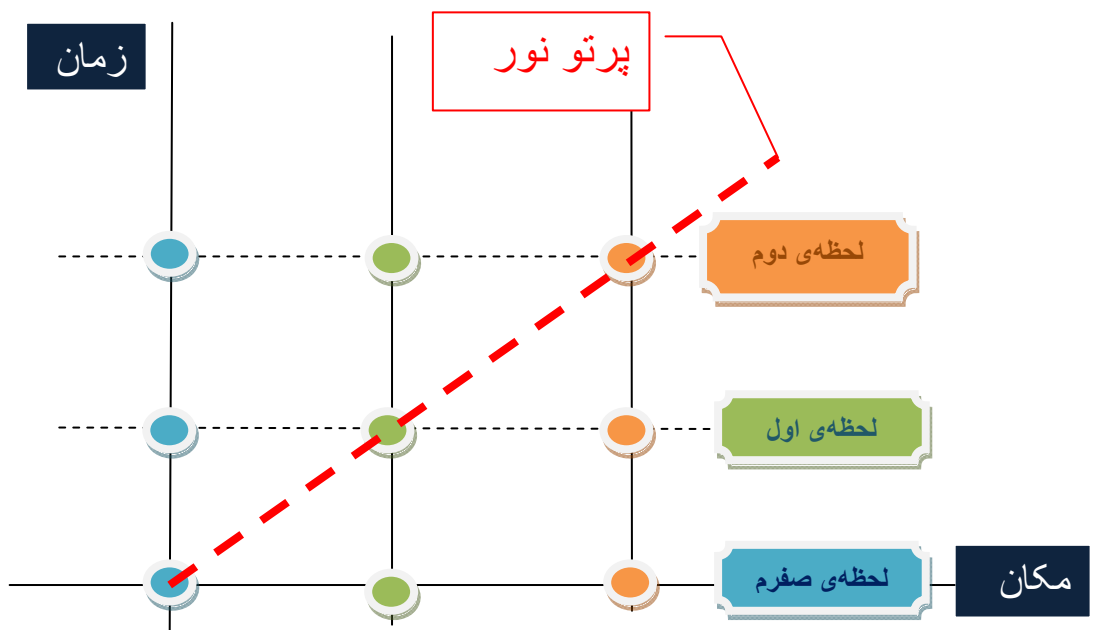 زمان
پرتو نور
لحظه‌ی دوم
لحظه‌ی اول
لحظه‌ی صفرم
مکان